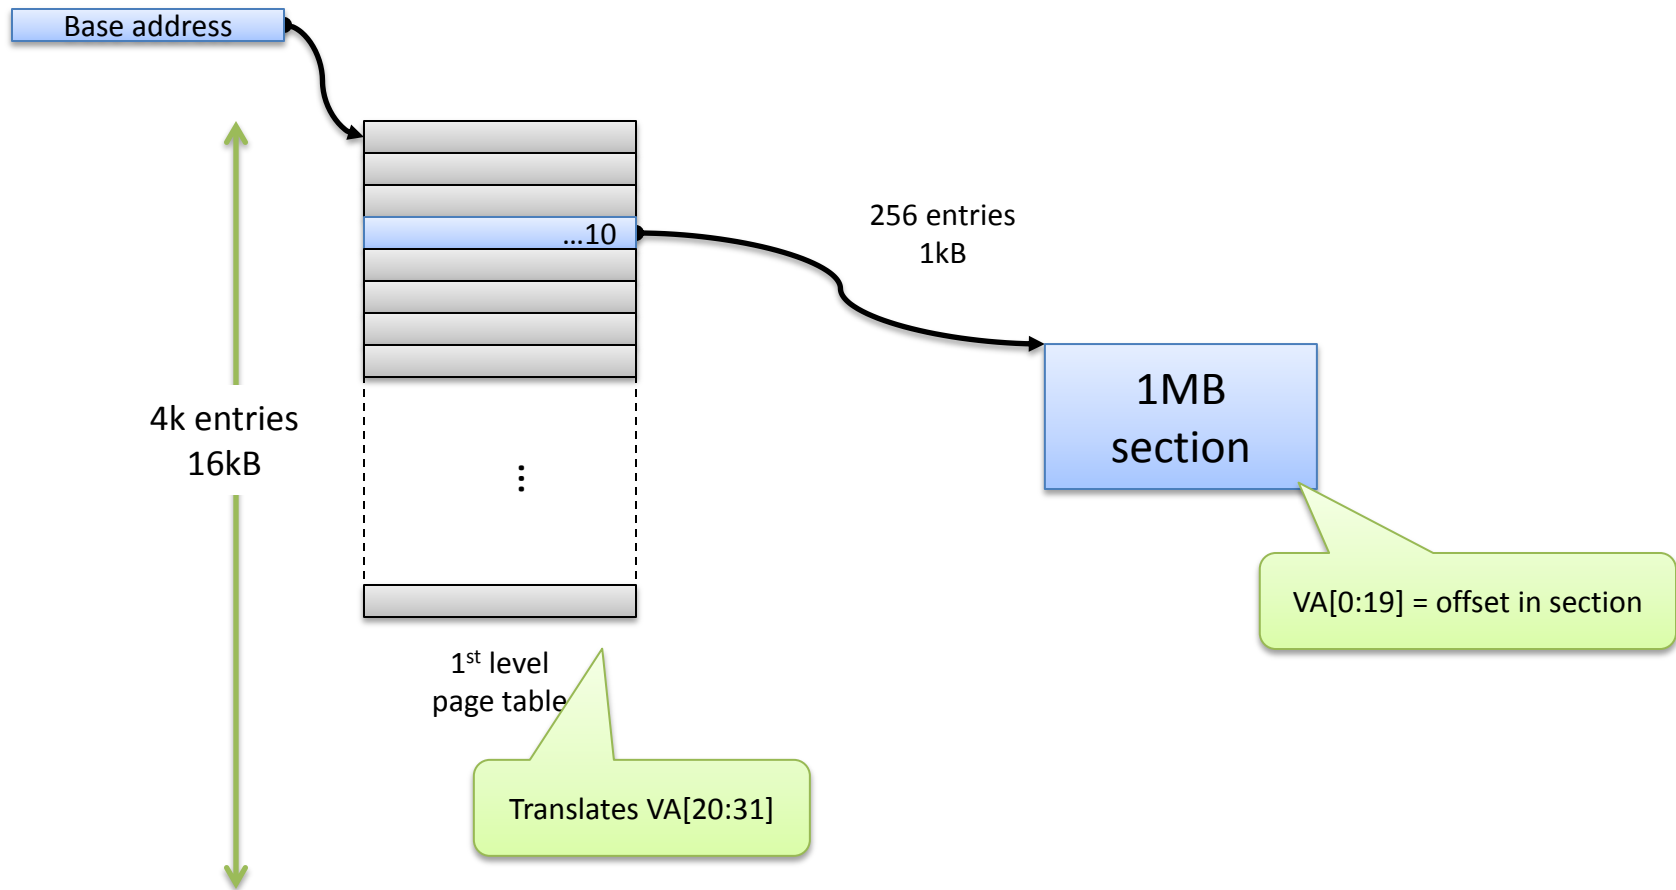 Base address
…10
256 entries
1kB
1MB
section
4k entries
16kB
⋮
VA[0:19] = offset in section
1st level
page table
Translates VA[20:31]